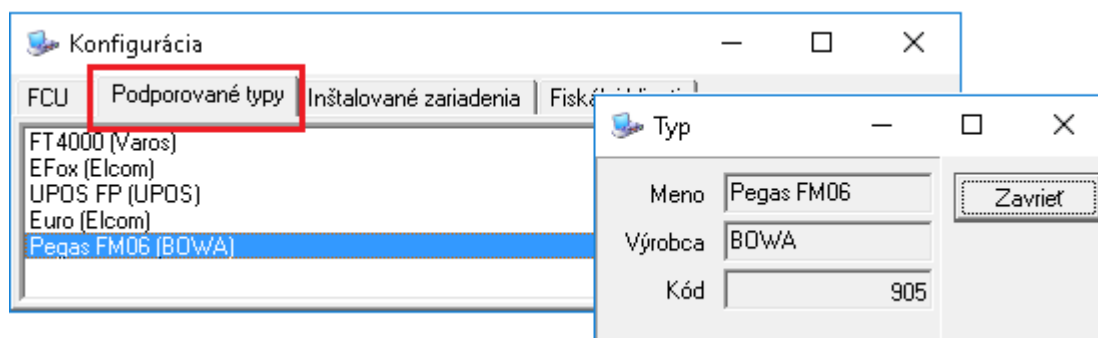 Konfigurácia
FCU Podporované typy Inštalované zariadenia
FT4000 (Varos)
EFox (Elcom)
UPOS FP (UPOS)
Euro (Elcom)
Pegas FM06 (BOWA)
Typ
Meno Pegas FM06 Zavrieť
Výrobca BOWA
Kód 905